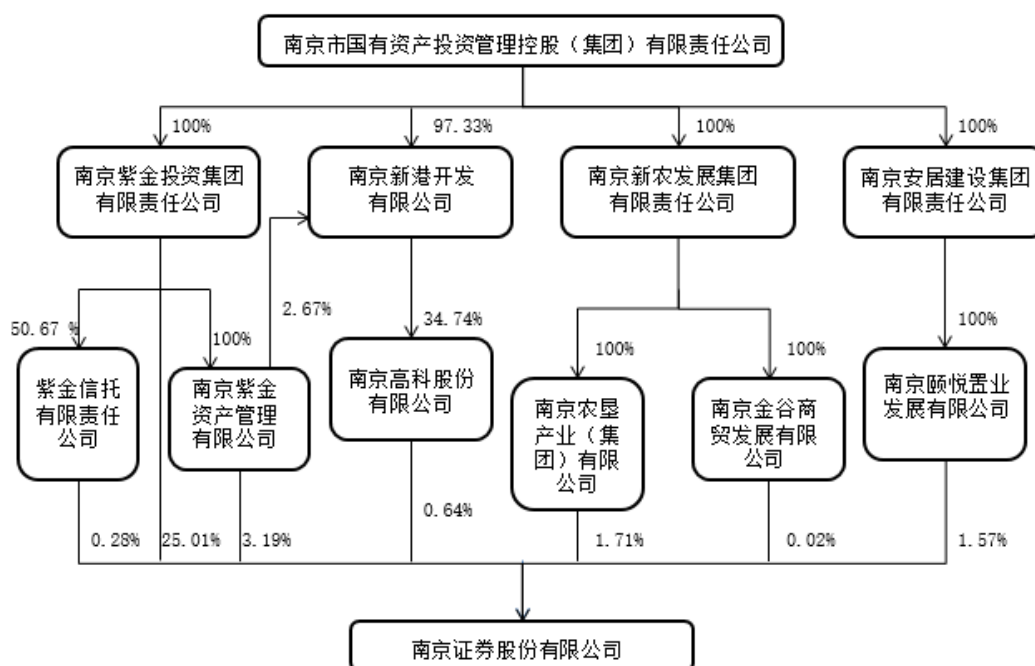 南京市国有资产投资管理控股（集团）有限责任公司
100%
97.33%
100%
100%
南京紫金投资集团
有限责任公司
南京新港开发
有限公司
南京新农发展集团
有限责任公司
南京安居建设集团
有限责任公司
50.67 %
100%
2.67%
34.74%
100%
100%
100%
紫金信托
有限责任
公司
南京紫金
资产管理
有限公司
南京高科股份
有限公司
南京农垦
产业（集
团）有限
公司
南京金谷商
贸发展有限
公司
南京颐悦置业
发展有限公司
0.28%
25.01%
3.19%
0.64%
1.71%
0.02%
1.57%
南京证券股份有限公司